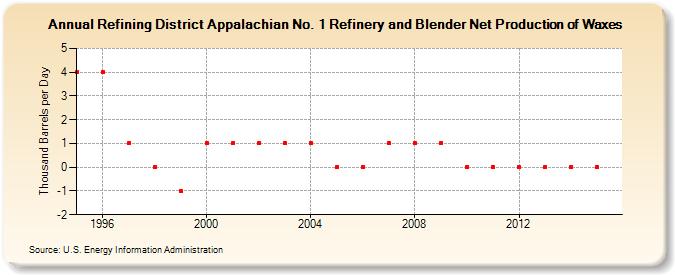 Annual Refining District Appalachian No. 1 Refinery and Blender Net Production of Waxes
Thousand Barrels per Day
5
4
3
2
1
0
-1
-2
1996 2000 2004 2008 2012
Source: U.S. Energy Information Administration